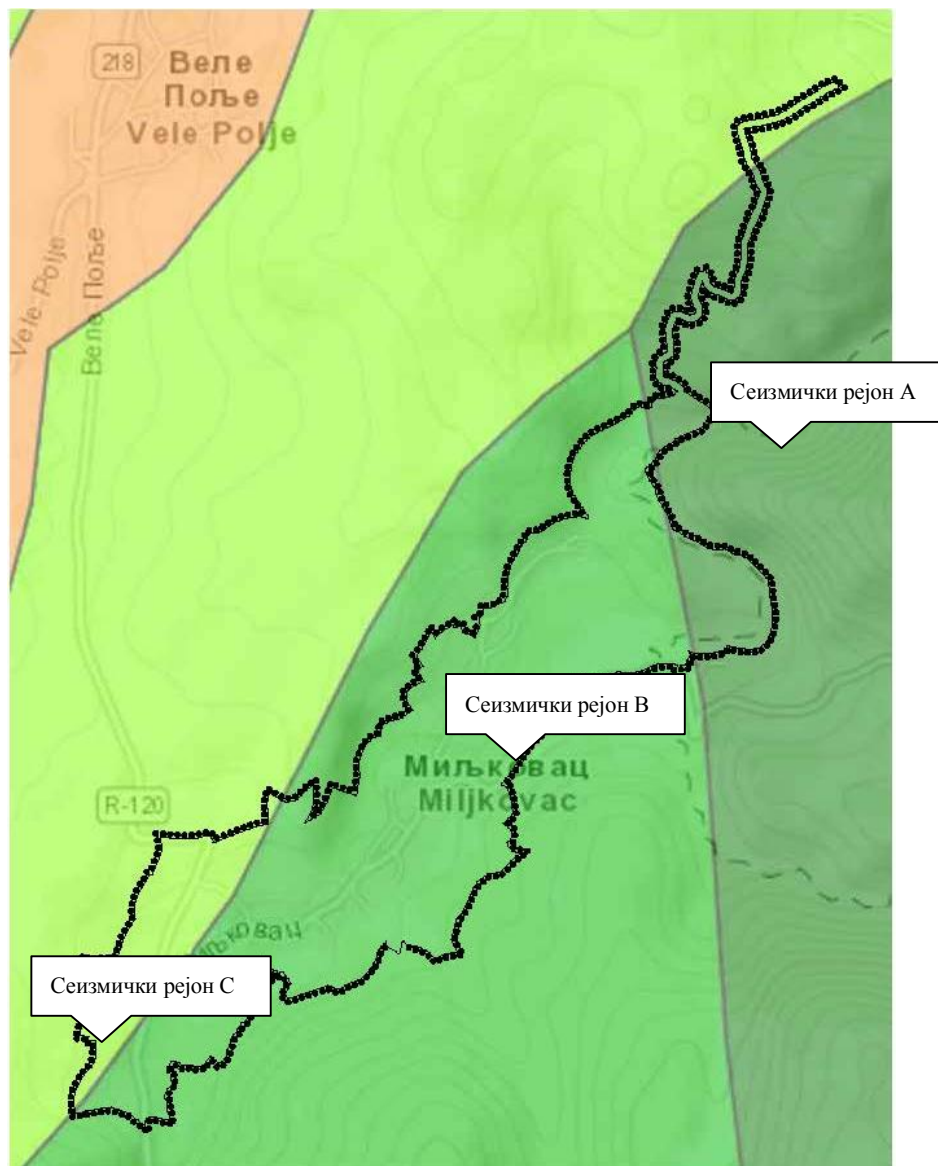 218
Веле
Поље
Vele Polje
Vele Polje
Веле Поље
Сеизмички рејон А
Сеизмички рејон В
Миљковац
Miljkovac
R-120
Сеизмички рејон С